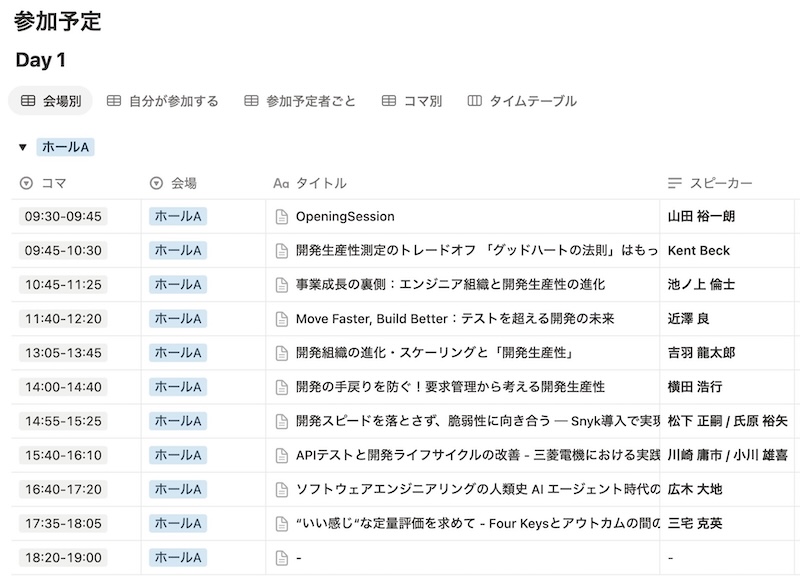 参加予定
Day 1
会場別 自分が参加する 参加予定者ごと コマ別 タイムテーブル
ホールA
コマ 会場 Aa タイトル スピーカー
09:30-09:45 ホールA OpeningSession 山田 裕一朗
09:45-10:30 ホールA 開発生産性測定のトレードオフ 「グッドハートの法則」はもっ Kent Beck
10:45-11:25 ホールA 事業成長の裏側：エンジニア組織と開発生産性の進化 池ノ上 倫士
11:40-12:20 ホールA Move Faster, Build Better：テストを超える開発の未来 近澤 良
13:05-13:45 ホールA 開発組織の進化・スケーリングと「開発生産性」 吉羽 龍太郎
14:00-14:40 ホールA 開発の手戻りを防ぐ！要求管理から考える開発生産性 横田 浩行
14:55-15:25 ホールA 開発スピードを落とさず、脆弱性に向き合う — Snyk導入で実現 松下 正嗣 / 氏原 裕矢
15:40-16:10 ホールA APIテストと開発ライフサイクルの改善 - 三菱電機における実践 川崎 庸市 / 小川 雄喜
16:40-17:20 ホールA ソフトウェアエンジニアリングの人類史 AI エージェント時代の 広木 大地
17:35-18:05 ホールA “いい感じ“な定量評価を求めて - Four Keysとアウトカムの間の 三宅 克英
18:20-19:00 ホールA - -